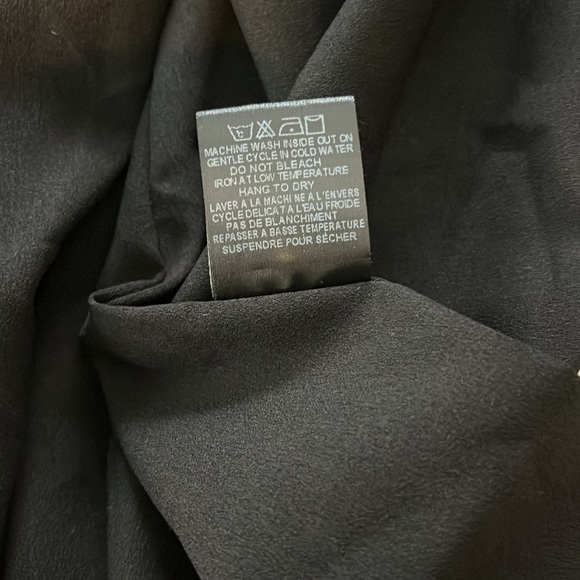 MACHINE WASH INSIDE OUT ON
GENTLE CYCLE IN COLD WATER
DO NOT BLEACH
IRON AT LOW TEMPERATURE
HANG TO DRY
LAVER A LA MACHINE A L'ENVERS
CYCLE DELICAT A L'EAU FROIDE
PAS DE BLANCHIMENT
REPASSER A BASSE TEMPERATURE
SUSPENDRE POUR SÉCHER